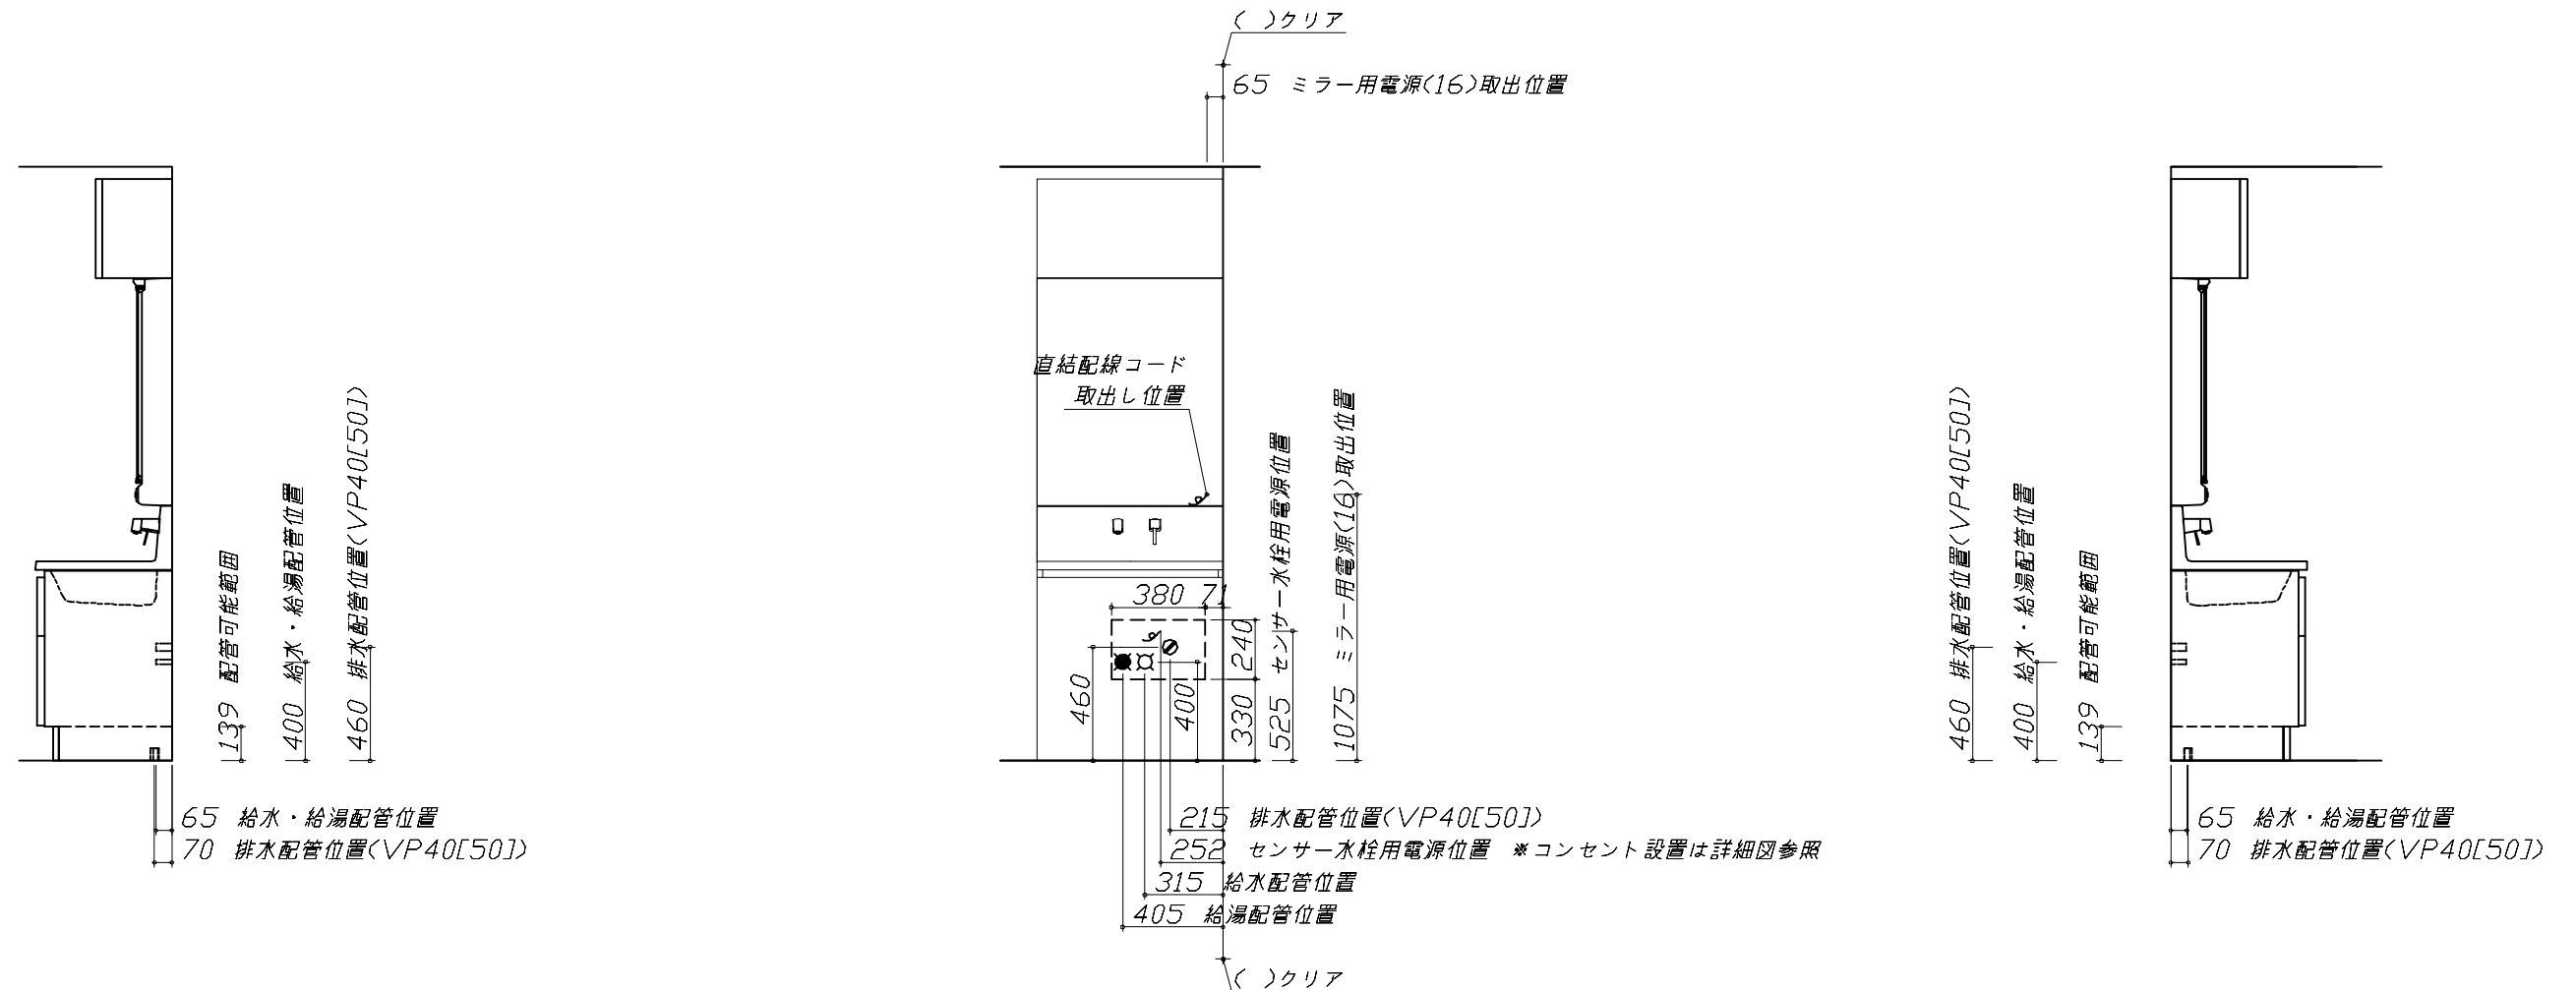 ( )クリア
65 ミラー用電源(16)取出位置
直結配線コード
取出し位置
139 配管可能範囲
400 給水・給湯配管位置
460 排水配管位置(VP40[50])
65 給水・給湯配管位置
70 排水配管位置(VP40[50])
380 71
240
330
460
400
525 センサー水栓用電源位置
1075 ミラー用電源(16)取出位置
215 排水配管位置(VP40[50])
252 センサー水栓用電源位置 ※コンセント設置は詳細図参照
315 給水配管位置
405 給湯配管位置
( )クリア
460 排水配管位置(VP40[50])
400 給水・給湯配管位置
139 配管可能範囲
65 給水・給湯配管位置
70 排水配管位置(VP40[50])